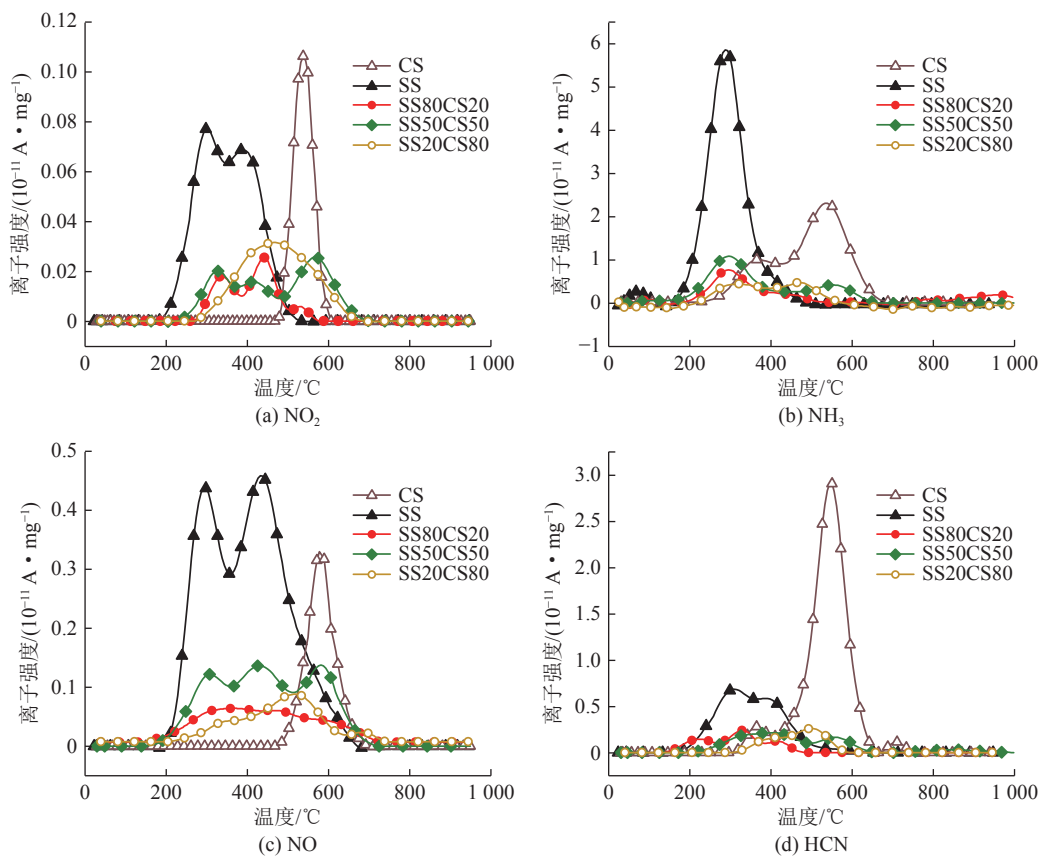 0.12
0.10
0.08
0.06
0.04
0.02
0
离子强度/(10⁻¹¹ A·mg⁻¹)
CS
SS
SS80CS20
SS50CS50
SS20CS80
0 200 400 600 800 1 000
温度/℃
(a) NO₂
6
5
4
3
2
1
0
−1
离子强度/(10⁻¹¹ A·mg⁻¹)
CS
SS
SS80CS20
SS50CS50
SS20CS80
0 200 400 600 800 1 000
温度/℃
(b) NH₃
0.5
0.4
0.3
0.2
0.1
0
离子强度/(10⁻¹¹ A·mg⁻¹)
CS
SS
SS80CS20
SS50CS50
SS20CS80
0 200 400 600 800 1 000
温度/℃
(c) NO
3.0
2.5
2.0
1.5
1.0
0.5
0
离子强度/(10⁻¹¹ A·mg⁻¹)
CS
SS
SS80CS20
SS50CS50
SS20CS80
0 200 400 600 800 1 000
温度/℃
(d) HCN